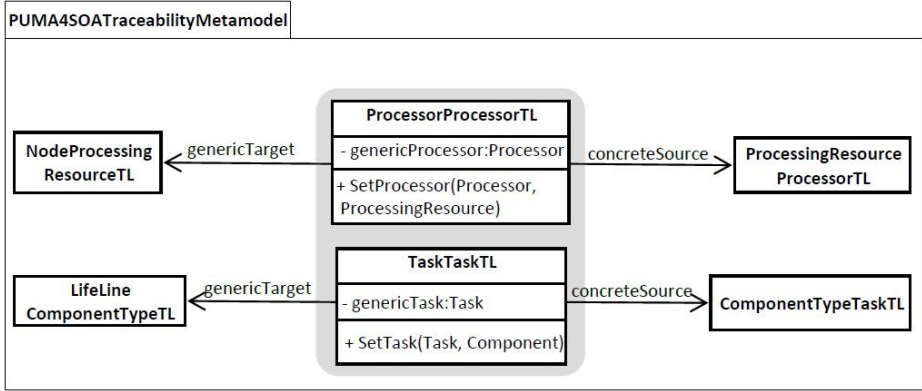 PUMA4SOATraceabilityMetamodel
ProcessorProcessorTL
NodeProcessing
ResourceTL
genericTarget
- genericProcessor:Processor
concreteSource
ProcessingResource
ProcessorTL
+ SetProcessor(Processor,
ProcessingResource)
TaskTaskTL
LifeLine
ComponentTypeTL
genericTarget
- genericTask:Task
concreteSource
ComponentTypeTaskTL
+ SetTask(Task, Component)